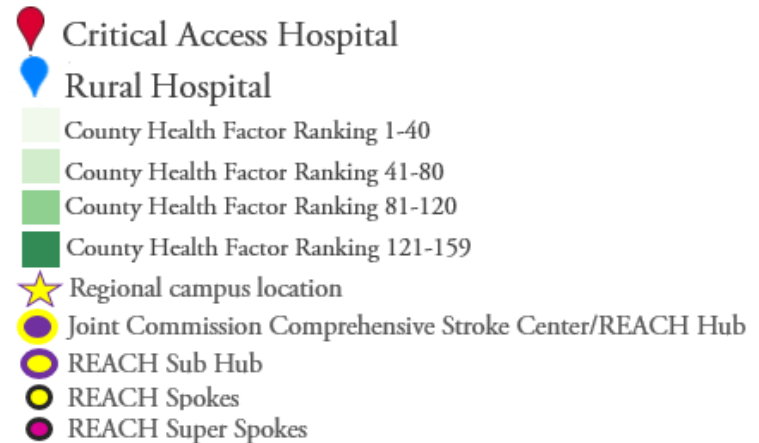 Critical Access Hospital
Rural Hospital
County Health Factor Ranking 1-40
County Health Factor Ranking 41-80
County Health Factor Ranking 81-120
County Health Factor Ranking 121-159
Regional campus location
Joint Commission Comprehensive Stroke Center/REACH Hub
REACH Sub Hub
REACH Spokes
REACH Super Spokes